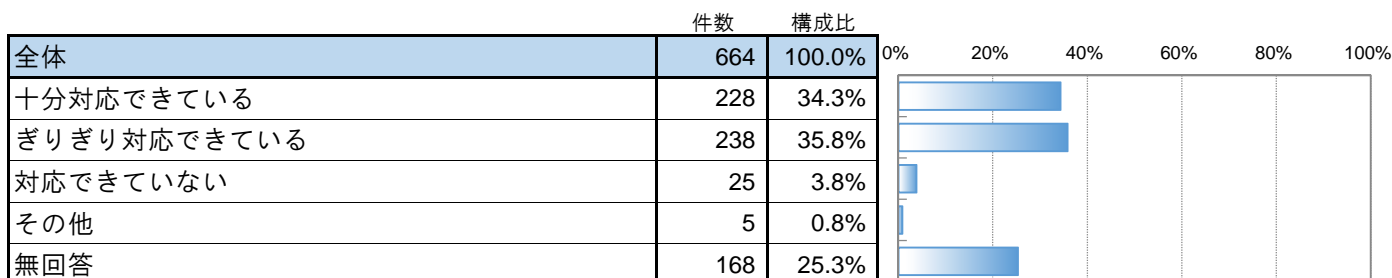 件数 構成比
全体 664 100.0% 0% 20% 40% 60% 80% 100%
十分対応できている 228 34.3%
ぎりぎり対応できている 238 35.8%
対応できていない 25 3.8%
その他 5 0.8%
無回答 168 25.3%